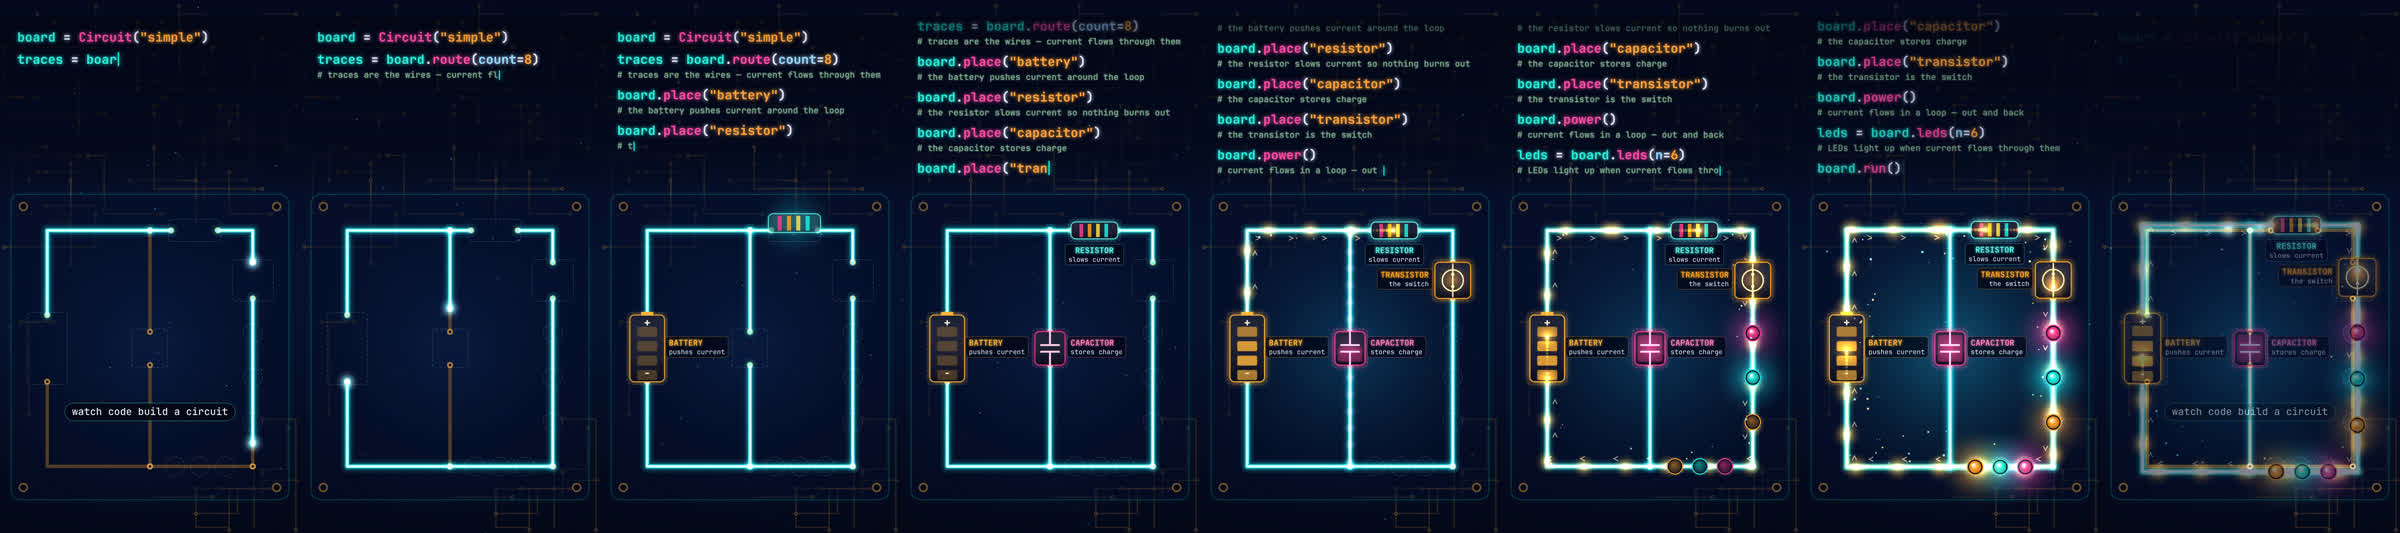 board = Circuit("simple")
traces = boar
watch code build a circuit
board = Circuit("simple")
traces = board.route(count=8)
# traces are the wires — current fl
board = Circuit("simple")
traces = board.route(count=8)
# traces are the wires — current flows through them
board.place("battery")
# the battery pushes current around the loop
board.place("resistor")
# t
+
-
BATTERY
pushes current
traces = board.route(count=8)
# traces are the wires — current flows through them
board.place("battery")
# the battery pushes current around the loop
board.place("resistor")
# the resistor slows current so nothing burns out
board.place("capacitor")
# the capacitor stores charge
board.place("tran
RESISTOR
slows current
+
-
BATTERY
pushes current
CAPACITOR
stores charge
# the battery pushes current around the loop
board.place("resistor")
# the resistor slows current so nothing burns out
board.place("capacitor")
# the capacitor stores charge
board.place("transistor")
# the transistor is the switch
board.power()
# current flows in a loop — out
RESISTOR
slows current
TRANSISTOR
the switch
+
-
BATTERY
pushes current
CAPACITOR
stores charge
# the resistor slows current so nothing burns out
board.place("capacitor")
# the capacitor stores charge
board.place("transistor")
# the transistor is the switch
board.power()
# current flows in a loop — out and back
leds = board.leds(n=6)
# LEDs light up when current flows thro
RESISTOR
slows current
TRANSISTOR
the switch
+
-
BATTERY
pushes current
CAPACITOR
stores charge
board.place("capacitor")
# the capacitor stores charge
board.place("transistor")
# the transistor is the switch
board.power()
# current flows in a loop — out and back
leds = board.leds(n=6)
# LEDs light up when current flows through them
board.run()
RESISTOR
slows current
TRANSISTOR
the switch
+
-
BATTERY
pushes current
CAPACITOR
stores charge
RESISTOR
slows current
TRANSISTOR
the switch
+
-
BATTERY
pushes current
CAPACITOR
stores charge
watch code build a circuit